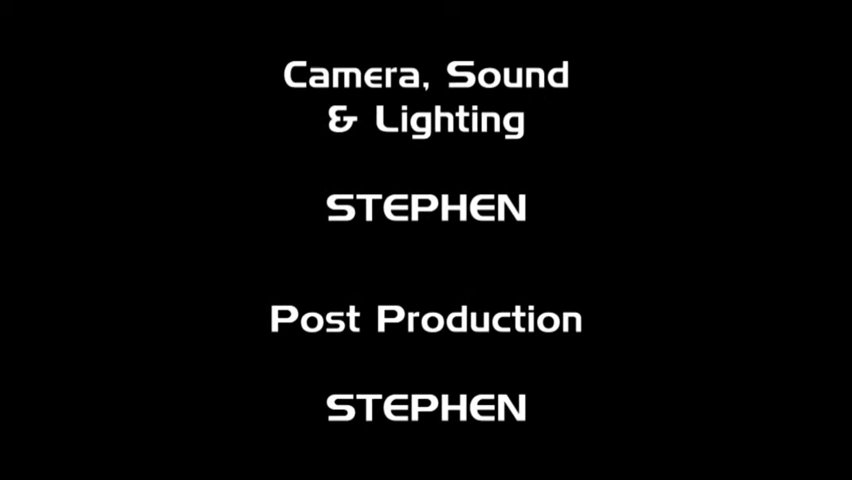 Camera, Sound
& Lighting
STEPHEN
Post Production
STEPHEN